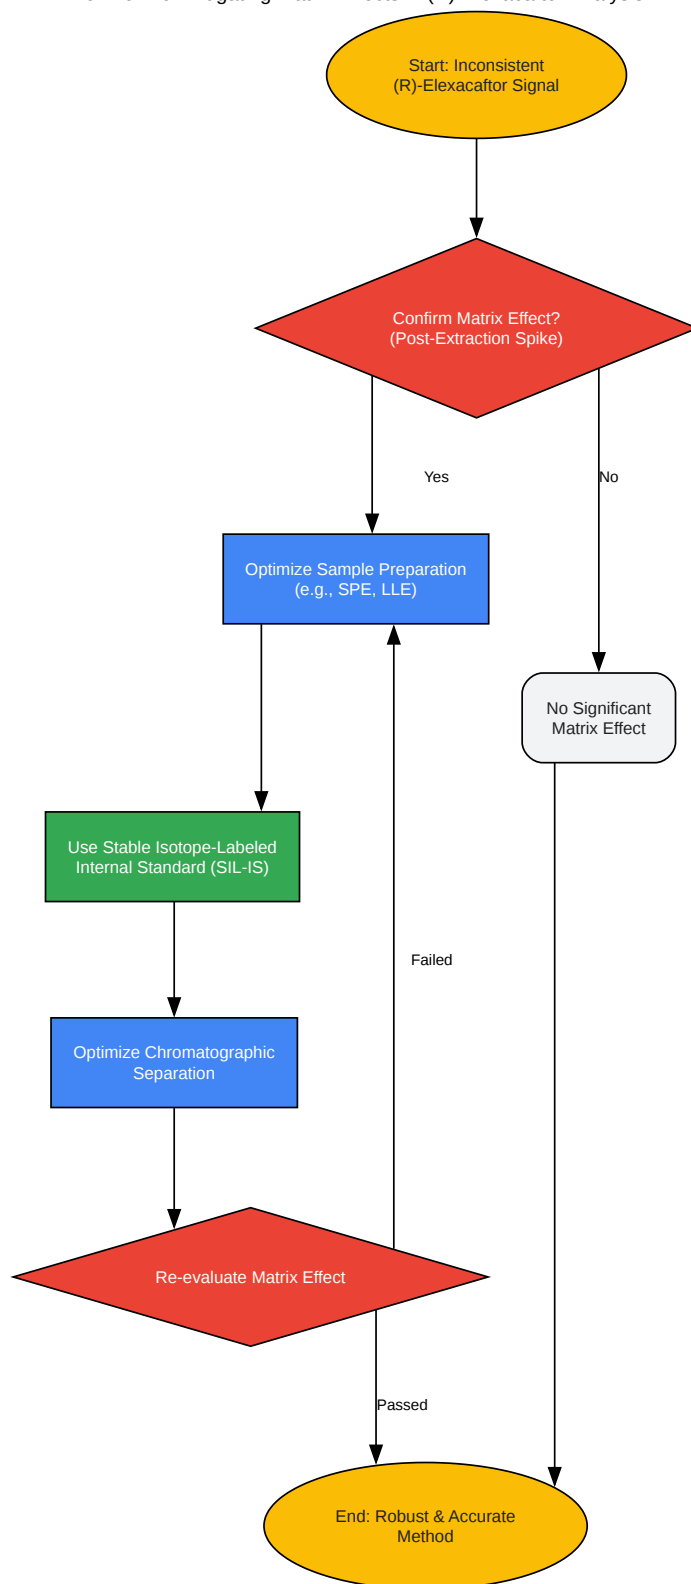 Start: Inconsistent
(R)-Elexacaftor Signal
Confirm Matrix Effect?
(Post-Extraction Spike)
Yes
No
Optimize Sample Preparation
(e.g., SPE, LLE)
No Significant
Matrix Effect
Use Stable Isotope-Labeled
Internal Standard (SIL-IS)
Failed
Optimize Chromatographic
Separation
Re-evaluate Matrix Effect
Passed
End: Robust & Accurate
Method